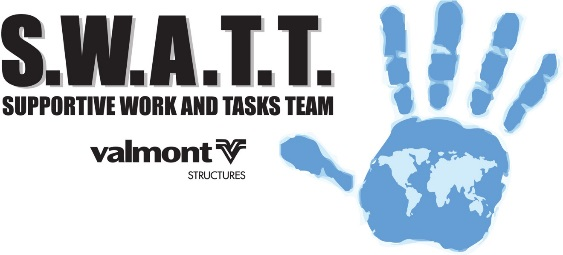 S.W.A.T.T.
SUPPORTIVE WORK AND TASKS TEAM
valmont
STRUCTURES